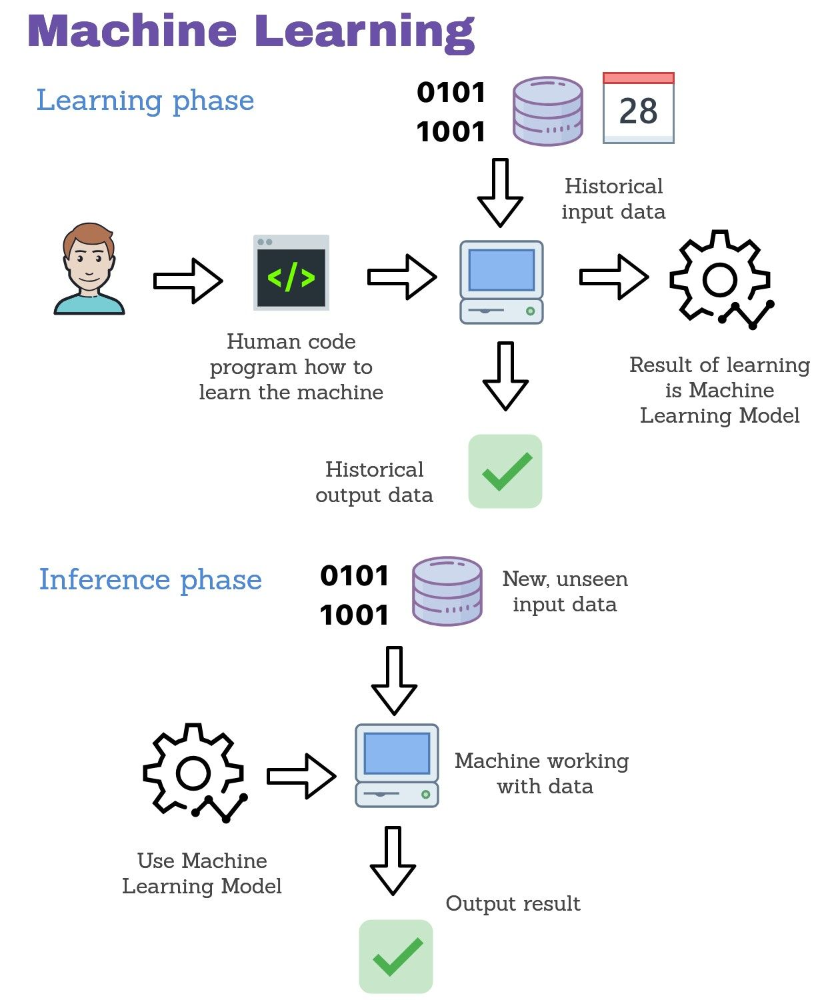 Machine Learning
Learning phase
0101
1001
28
Historical
input data
</>
Human code
program how to
learn the machine
Result of learning
is Machine
Learning Model
Historical
output data
Inference phase
0101
1001
New, unseen
input data
Machine working
with data
Use Machine
Learning Model
Output result